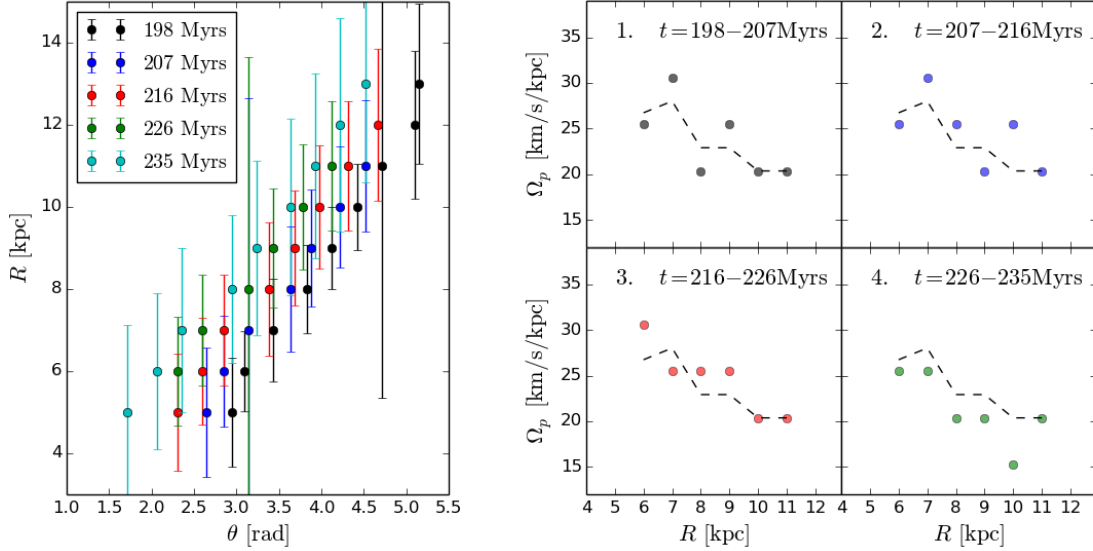 198 Myrs
207 Myrs
216 Myrs
226 Myrs
235 Myrs
R [kpc]
14
12
10
8
6
4
1.0 1.5 2.0 2.5 3.0 3.5 4.0 4.5 5.0 5.5
θ [rad]
1. t=198−207Myrs
2. t=207−216Myrs
Ωp [km/s/kpc]
35
30
25
20
15
3. t=216−226Myrs
4. t=226−235Myrs
Ωp [km/s/kpc]
35
30
25
20
15
4 5 6 7 8 9 10 11 12
4 5 6 7 8 9 10 11 12
R [kpc]
R [kpc]